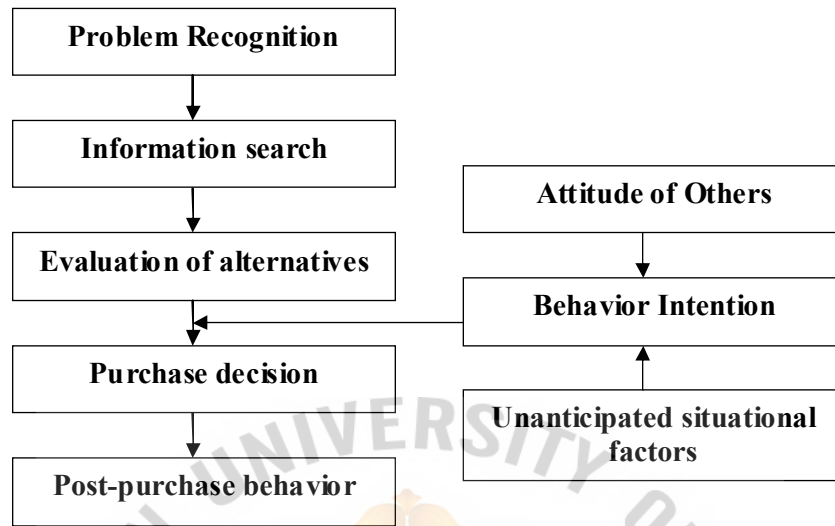 Problem Recognition
Information search
Evaluation of alternatives
Purchase decision
Post-purchase behavior
Attitude of Others
Behavior Intention
Unanticipated situational
factors
UNIVERSITY O